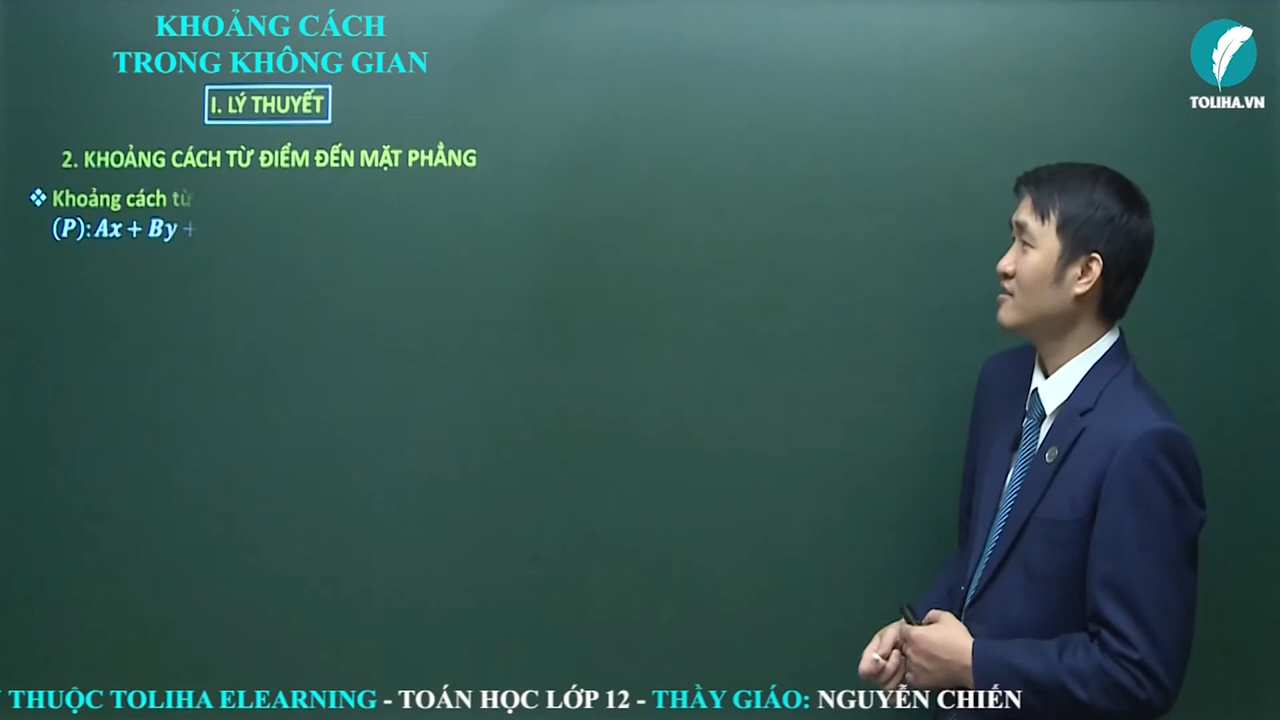 KHOẢNG CÁCH
TRONG KHÔNG GIAN
I. LÝ THUYẾT
2. KHOẢNG CÁCH TỪ ĐIỂM ĐẾN MẶT PHẲNG
❖ Khoảng cách từ
(P): Ax + By +
TOLIHA.VN
THUỘC TOLIHA ELEARNING - TOÁN HỌC LỚP 12 - THẦY GIÁO: NGUYỄN CHIẾN